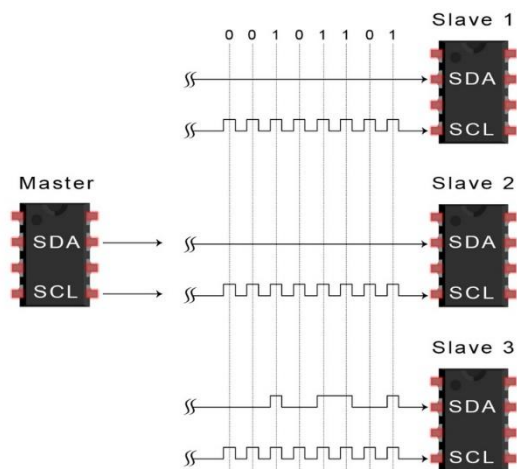 Slave 1
0 0 1 0 1 1 0 1
SDA
SCL
Master
SDA
SCL
Slave 2
SDA
SCL
Slave 3
SDA
SCL